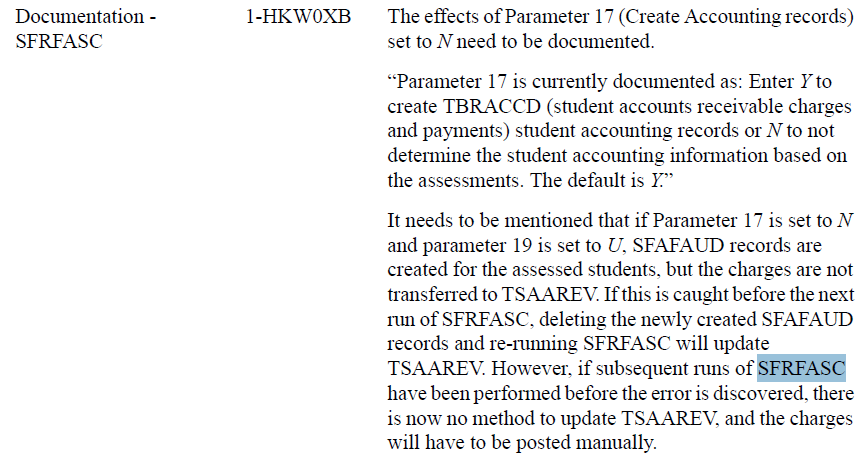 Documentation - 1-HKW0XB The effects of Parameter 17 (Create Accounting records)
SFRFASC set to N need to be documented.
“Parameter 17 is currently documented as: Enter Y to
create TBRACCD (student accounts receivable charges
and payments) student accounting records or N to not
determine the student accounting information based on
the assessments. The default is Y.”
It needs to be mentioned that if Parameter 17 is set to N
and parameter 19 is set to U, SFAFAUD records are
created for the assessed students, but the charges are not
transferred to TSAAREV. If this is caught before the next
run of SFRFASC, deleting the newly created SFAFAUD
records and re-running SFRFASC will update
TSAAREV. However, if subsequent runs of SFRFASC
have been performed before the error is discovered, there
is now no method to update TSAAREV, and the charges
will have to be posted manually.